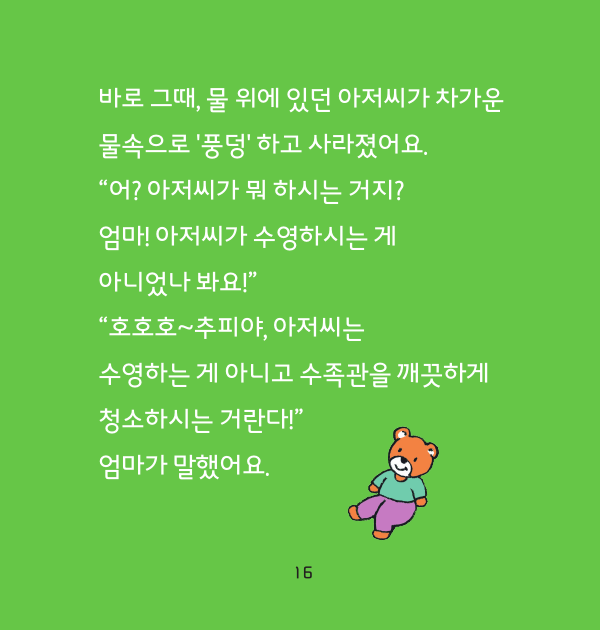 바로 그때, 물 위에 있던 아저씨가 차가운
물속으로 '풍덩' 하고 사라졌어요.
“어? 아저씨가 뭐 하시는 거지?
엄마! 아저씨가 수영하시는 게
아니었나 봐요!”
“호호호~추피야, 아저씨는
수영하는 게 아니고 수족관을 깨끗하게
청소하시는 거란다!”
엄마가 말했어요.
16